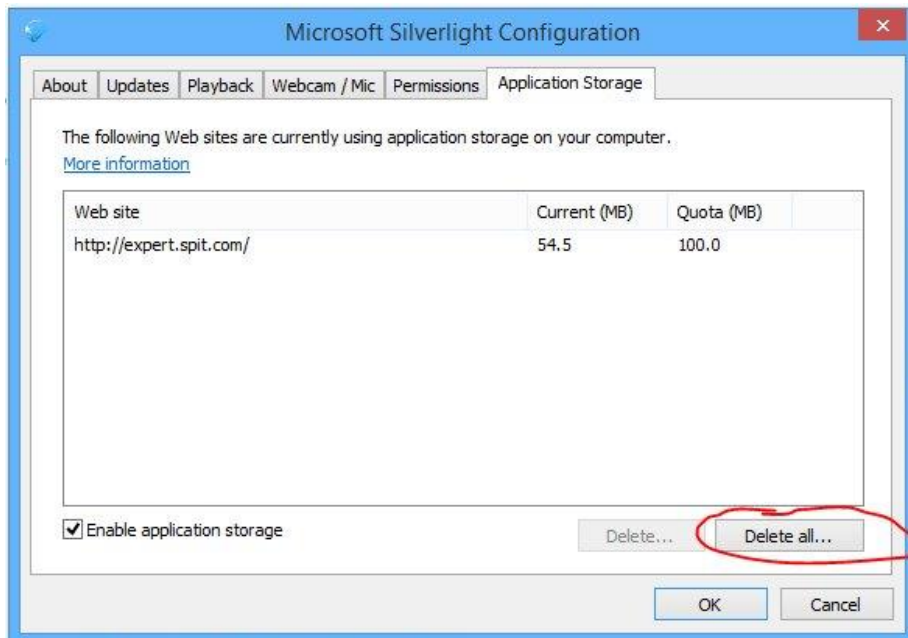 Microsoft Silverlight Configuration
About Updates Playback Webcam / Mic Permissions Application Storage
The following Web sites are currently using application storage on your computer.
More information
Web site Current (MB) Quota (MB)
http://expert.spit.com/ 54.5 100.0
Enable application storage Delete... Delete all...
OK Cancel